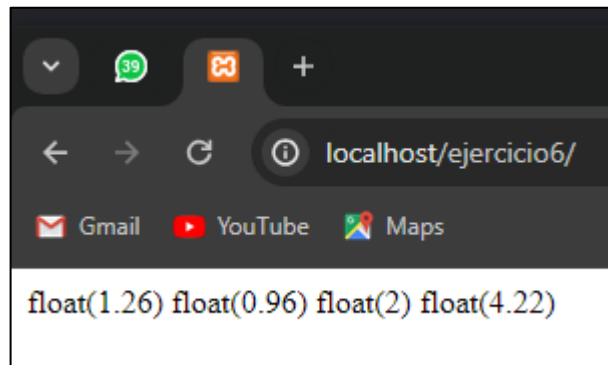 39
localhost/ejercicio6/
Gmail YouTube Maps
float(1.26) float(0.96) float(2) float(4.22)